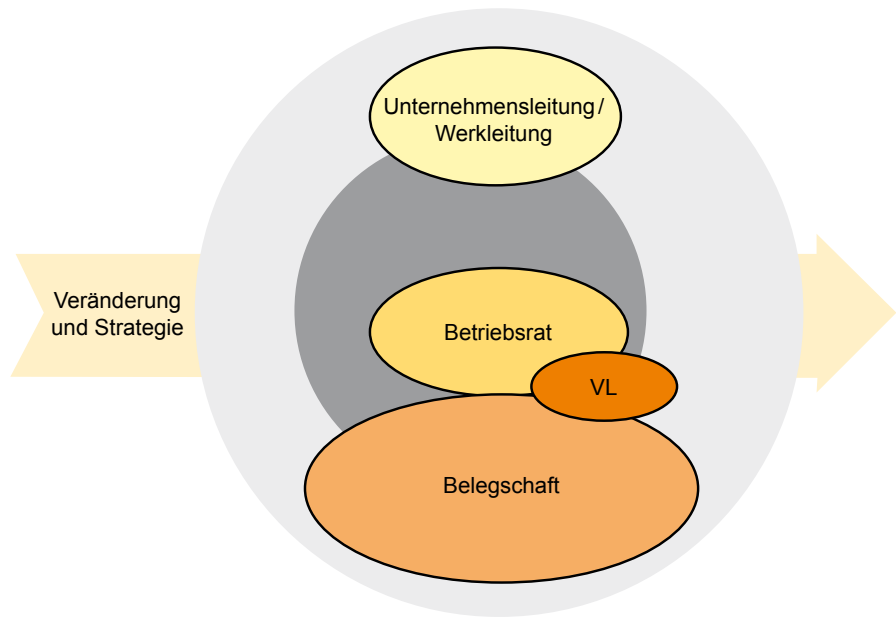 Unternehmensleitung/
Werkleitung
Veränderung
und Strategie
Betriebsrat
VL
Belegschaft